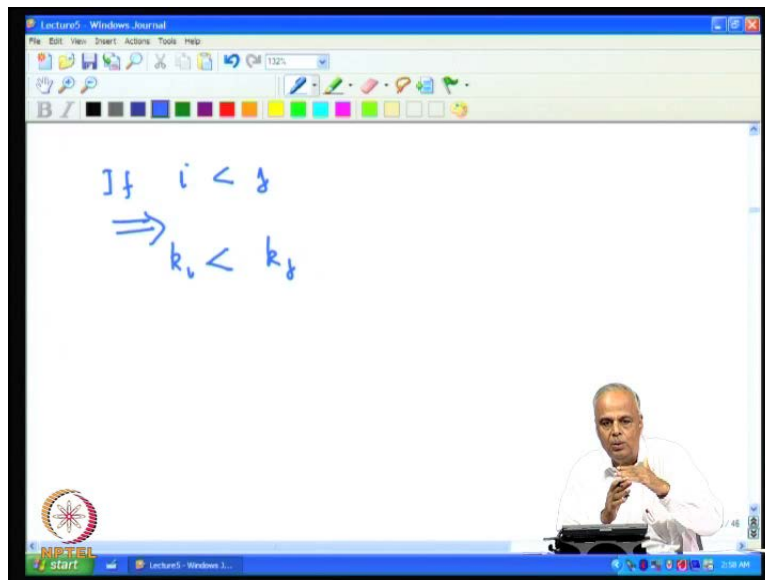 Lecture5 - Windows Journal
File Edit View Insert Actions Tools Help
132%
B I
If i < j
⇒
k_i < k_j
/ 46
NPTEL
start Lecture5 - Windows J... 2:58 AM